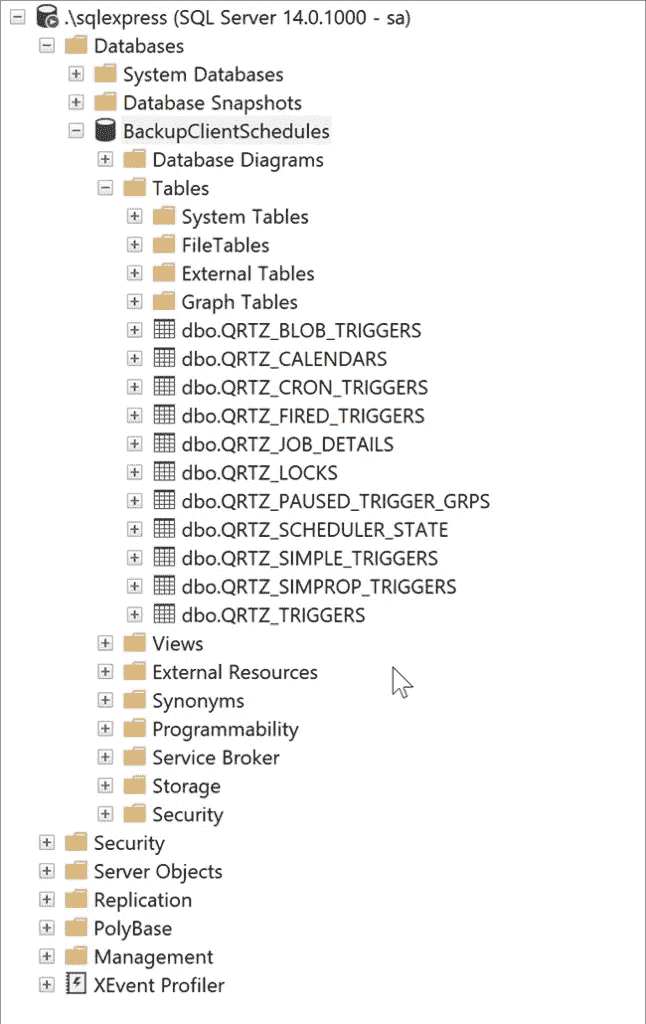 .\sqlexpress (SQL Server 14.0.1000 - sa)
Databases
System Databases
Database Snapshots
BackupClientSchedules
Database Diagrams
Tables
System Tables
FileTables
External Tables
Graph Tables
dbo.QRTZ_BLOB_TRIGGERS
dbo.QRTZ_CALENDARS
dbo.QRTZ_CRON_TRIGGERS
dbo.QRTZ_FIRED_TRIGGERS
dbo.QRTZ_JOB_DETAILS
dbo.QRTZ_LOCKS
dbo.QRTZ_PAUSED_TRIGGER_GRPS
dbo.QRTZ_SCHEDULER_STATE
dbo.QRTZ_SIMPLE_TRIGGERS
dbo.QRTZ_SIMPROP_TRIGGERS
dbo.QRTZ_TRIGGERS
Views
External Resources
Synonyms
Programmability
Service Broker
Storage
Security
Security
Server Objects
Replication
PolyBase
Management
XEvent Profiler